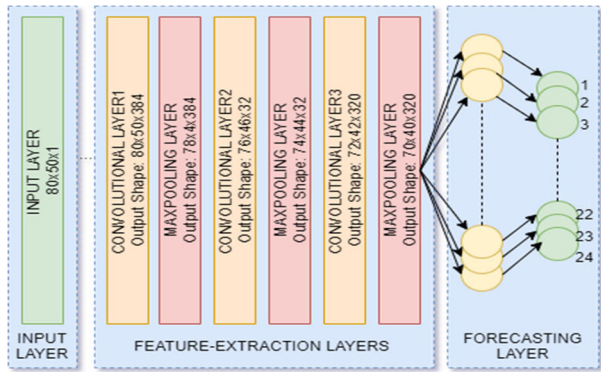 INPUT LAYER
80x50x1
CONVOLUTIONAL LAYER1
Output Shape: 80x50x384
MAXPOOLING LAYER
Output Shape: 78x4x384
CONVOLUTIONAL LAYER2
Output Shape: 76x46x32
MAXPOOLING LAYER
Output Shape: 74x44x32
CONVOLUTIONAL LAYER3
Output Shape: 72x42x320
MAXPOOLING LAYER
Output Shape: 70x40x320
1
2
3
22
23
24
INPUT
LAYER
FEATURE-EXTRACTION LAYERS
FORECASTING
LAYER